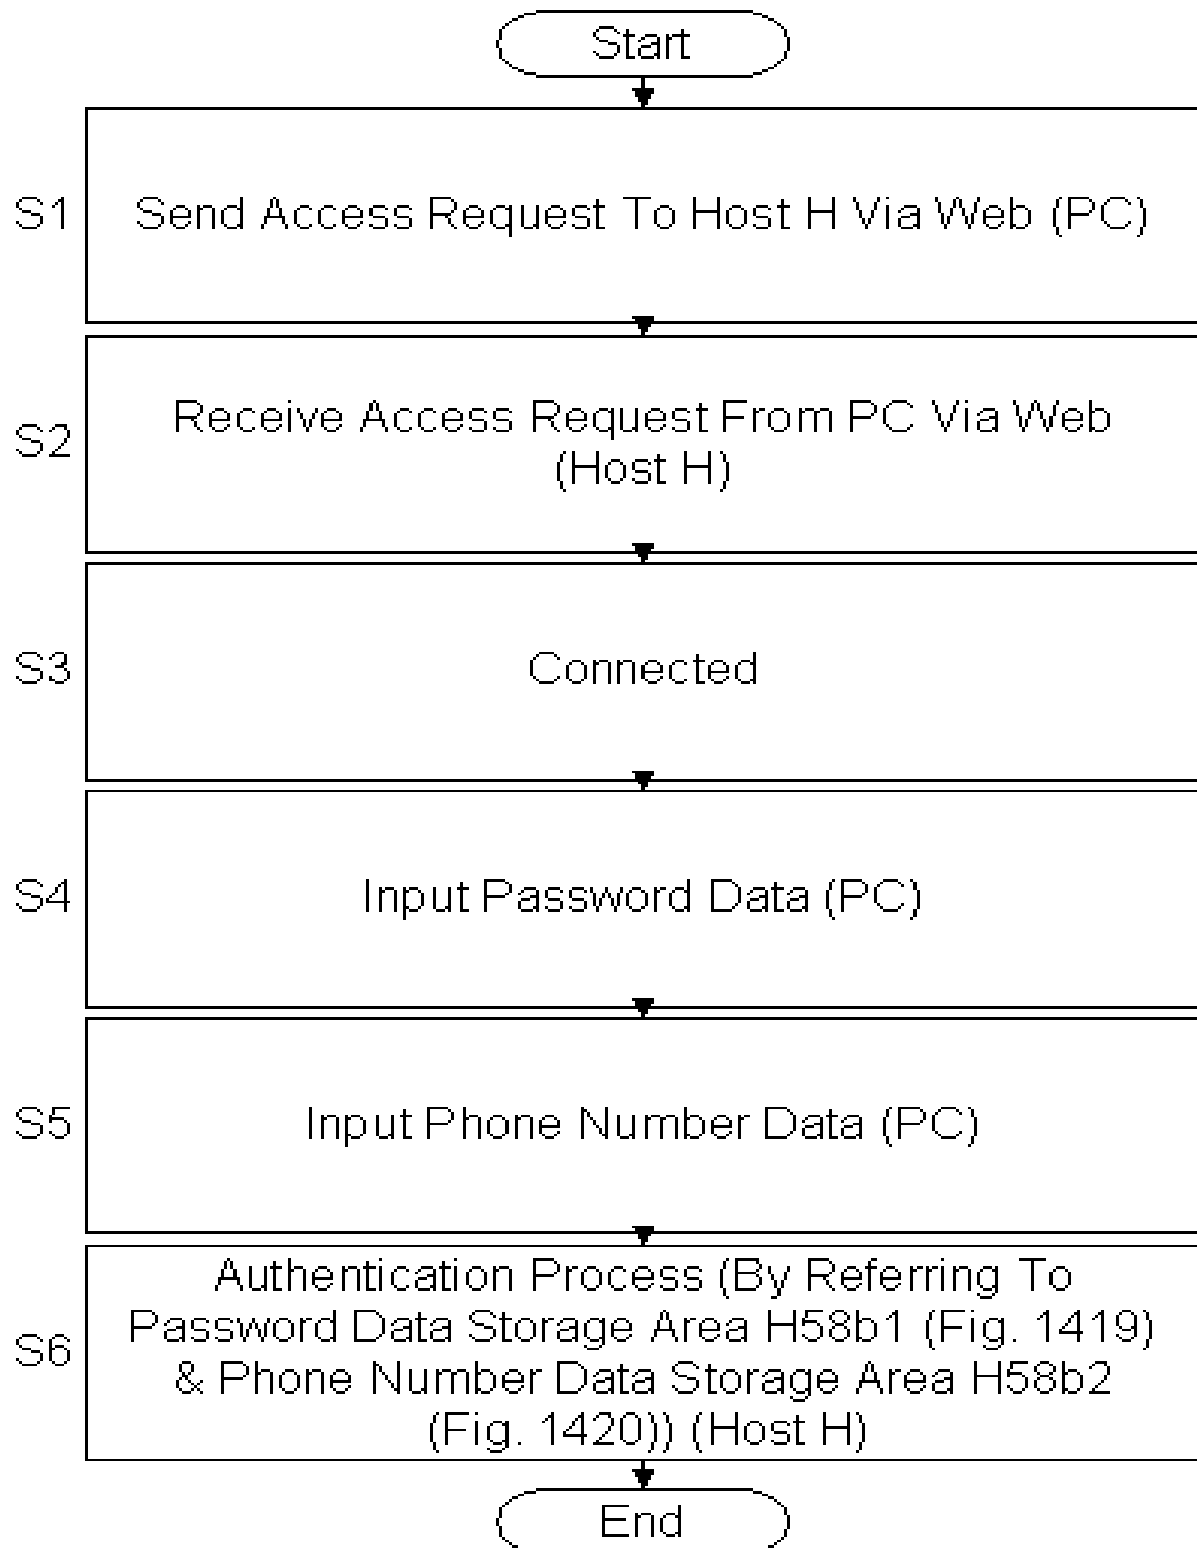 Start
S1
Send Access Request To Host H Via Web (PC)
S2
Receive Access Request From PC Via Web
(Host H)
S3
Connected
S4
Input Password Data (PC)
S5
Input Phone Number Data (PC)
S6
Authentication Process (By Referring To
Password Data Storage Area H58b1 (Fig. 1419)
& Phone Number Data Storage Area H58b2
(Fig. 1420)) (Host H)
End